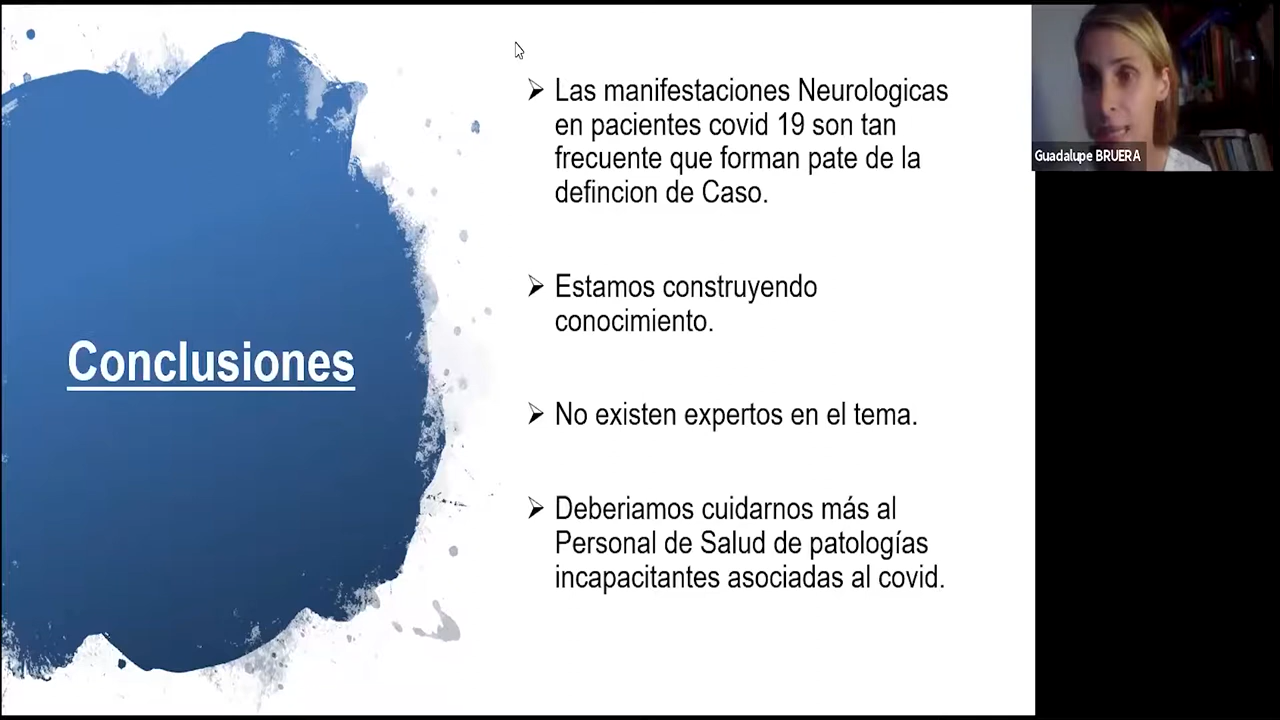 Conclusiones
Las manifestaciones Neurologicas
en pacientes covid 19 son tan
frecuente que forman pate de la
defincion de Caso.
Estamos construyendo
conocimiento.
No existen expertos en el tema.
Deberiamos cuidarnos más al
Personal de Salud de patologías
incapacitantes asociadas al covid.
Guadalupe BRUERA